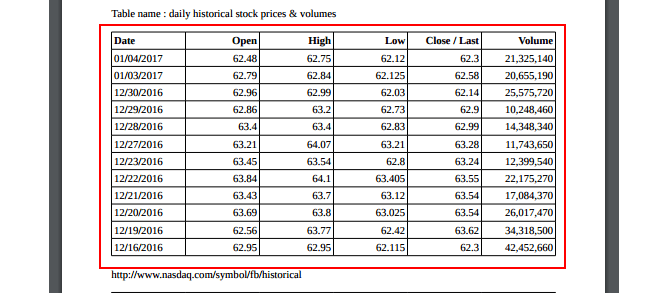 Table name : daily historical stock prices & volumes
Date Open High Low Close / Last Volume
01/04/2017 62.48 62.75 62.12 62.3 21,325,140
01/03/2017 62.79 62.84 62.125 62.58 20,655,190
12/30/2016 62.96 62.99 62.03 62.14 25,575,720
12/29/2016 62.86 63.2 62.73 62.9 10,248,460
12/28/2016 63.4 63.4 62.83 62.99 14,348,340
12/27/2016 63.21 64.07 63.21 63.28 11,743,650
12/23/2016 63.45 63.54 62.8 63.24 12,399,540
12/22/2016 63.84 64.1 63.405 63.55 22,175,270
12/21/2016 63.43 63.7 63.12 63.54 17,084,370
12/20/2016 63.69 63.8 63.025 63.54 26,017,470
12/19/2016 62.56 63.77 62.42 63.62 34,318,500
12/16/2016 62.95 62.95 62.115 62.3 42,452,660
http://www.nasdaq.com/symbol/fb/historical